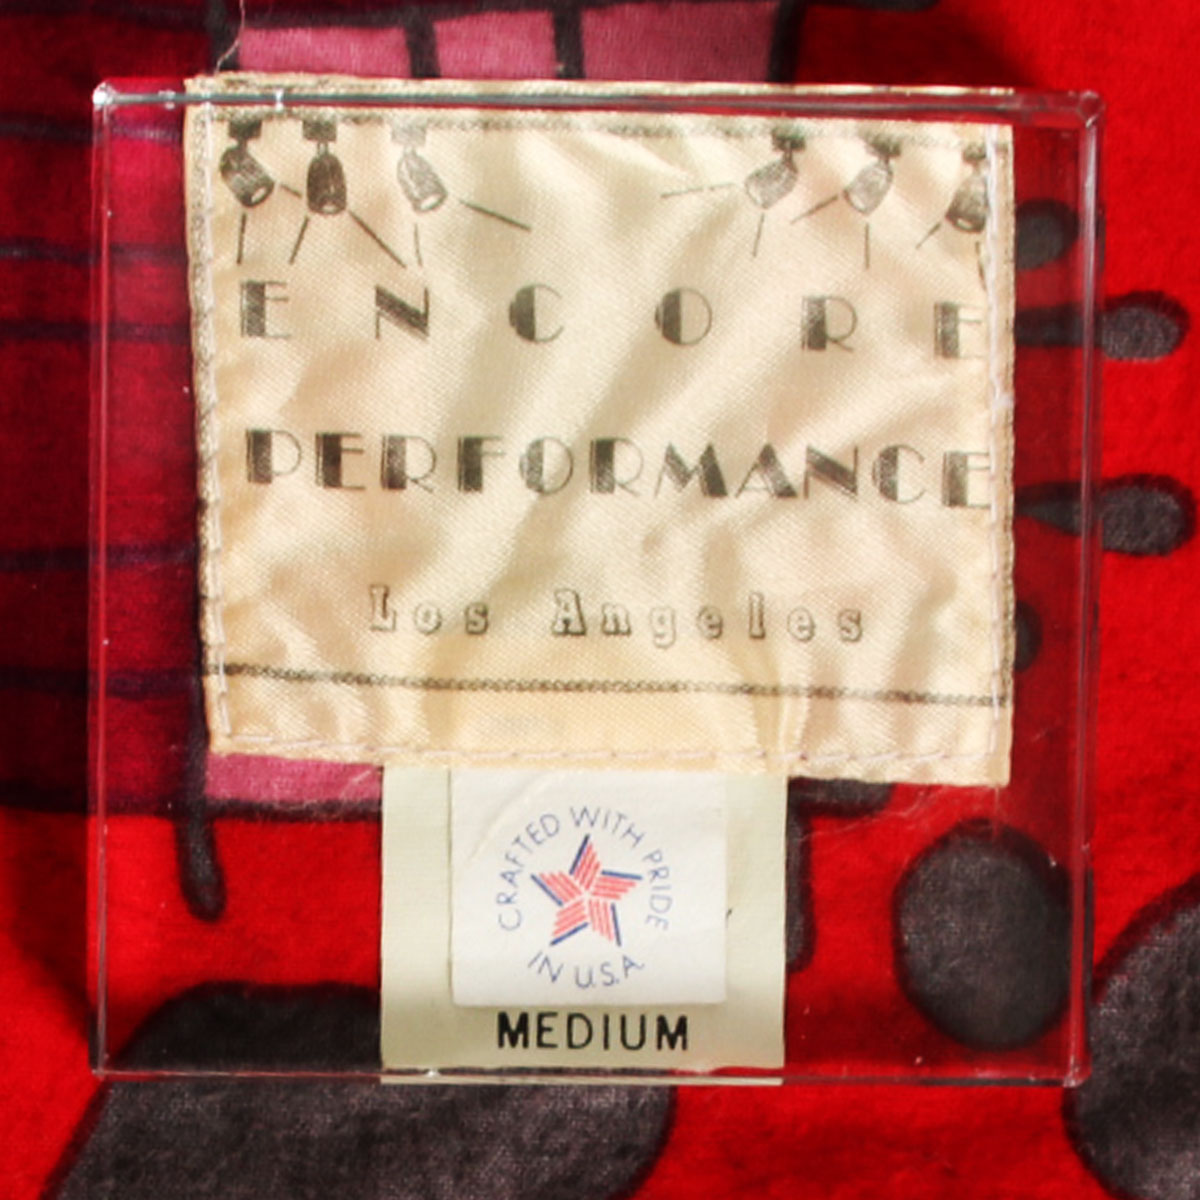 ENCORE
PERFORMANCE
Los Angeles
CRAFTED WITH PRIDE
IN U.S.A
MEDIUM